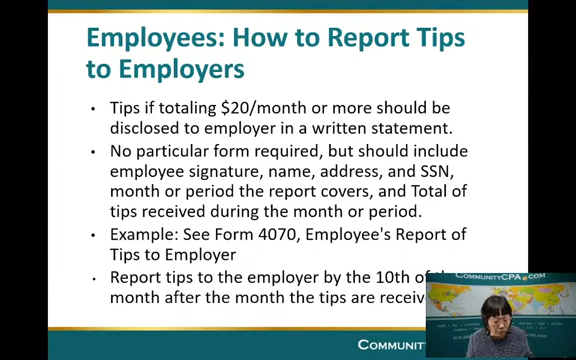 Employees: How to Report Tips
to Employers
• Tips if totaling $20/month or more should be
disclosed to employer in a written statement.
• No particular form required, but should include
employee signature, name, address, and SSN,
month or period the report covers, and Total of
tips received during the month or period.
• Example: See Form 4070, Employee's Report of
Tips to Employer
• Report tips to the employer by the 10th of
month after the month the tips are
COMMUNITYCPA.COM
COMMUNITY